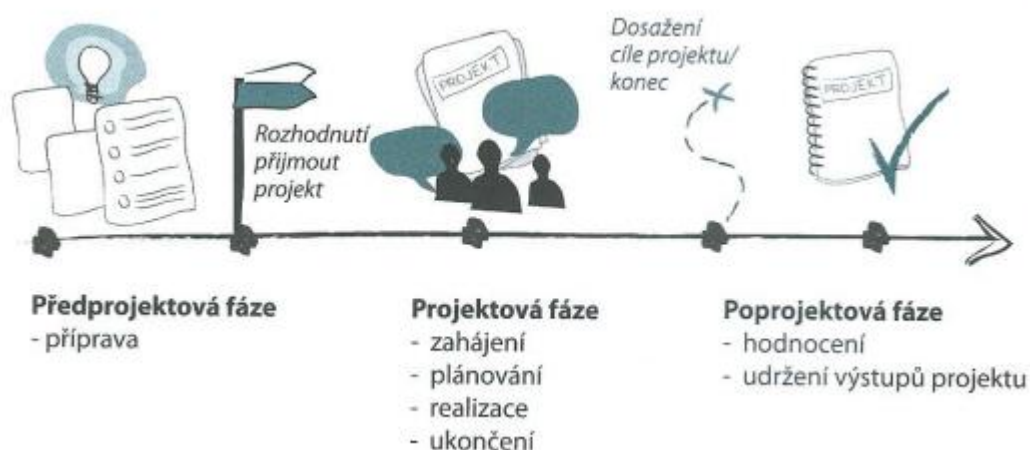 Dosažení
cíle projektu/
konec
PROJEKT
PROJEKT
Rozhodnutí
přijmout
projekt
Předprojektová fáze
- příprava
Projektová fáze
- zahájení
- plánování
- realizace
- ukončení
Poprojektová fáze
- hodnocení
- udržení výstupů projektu